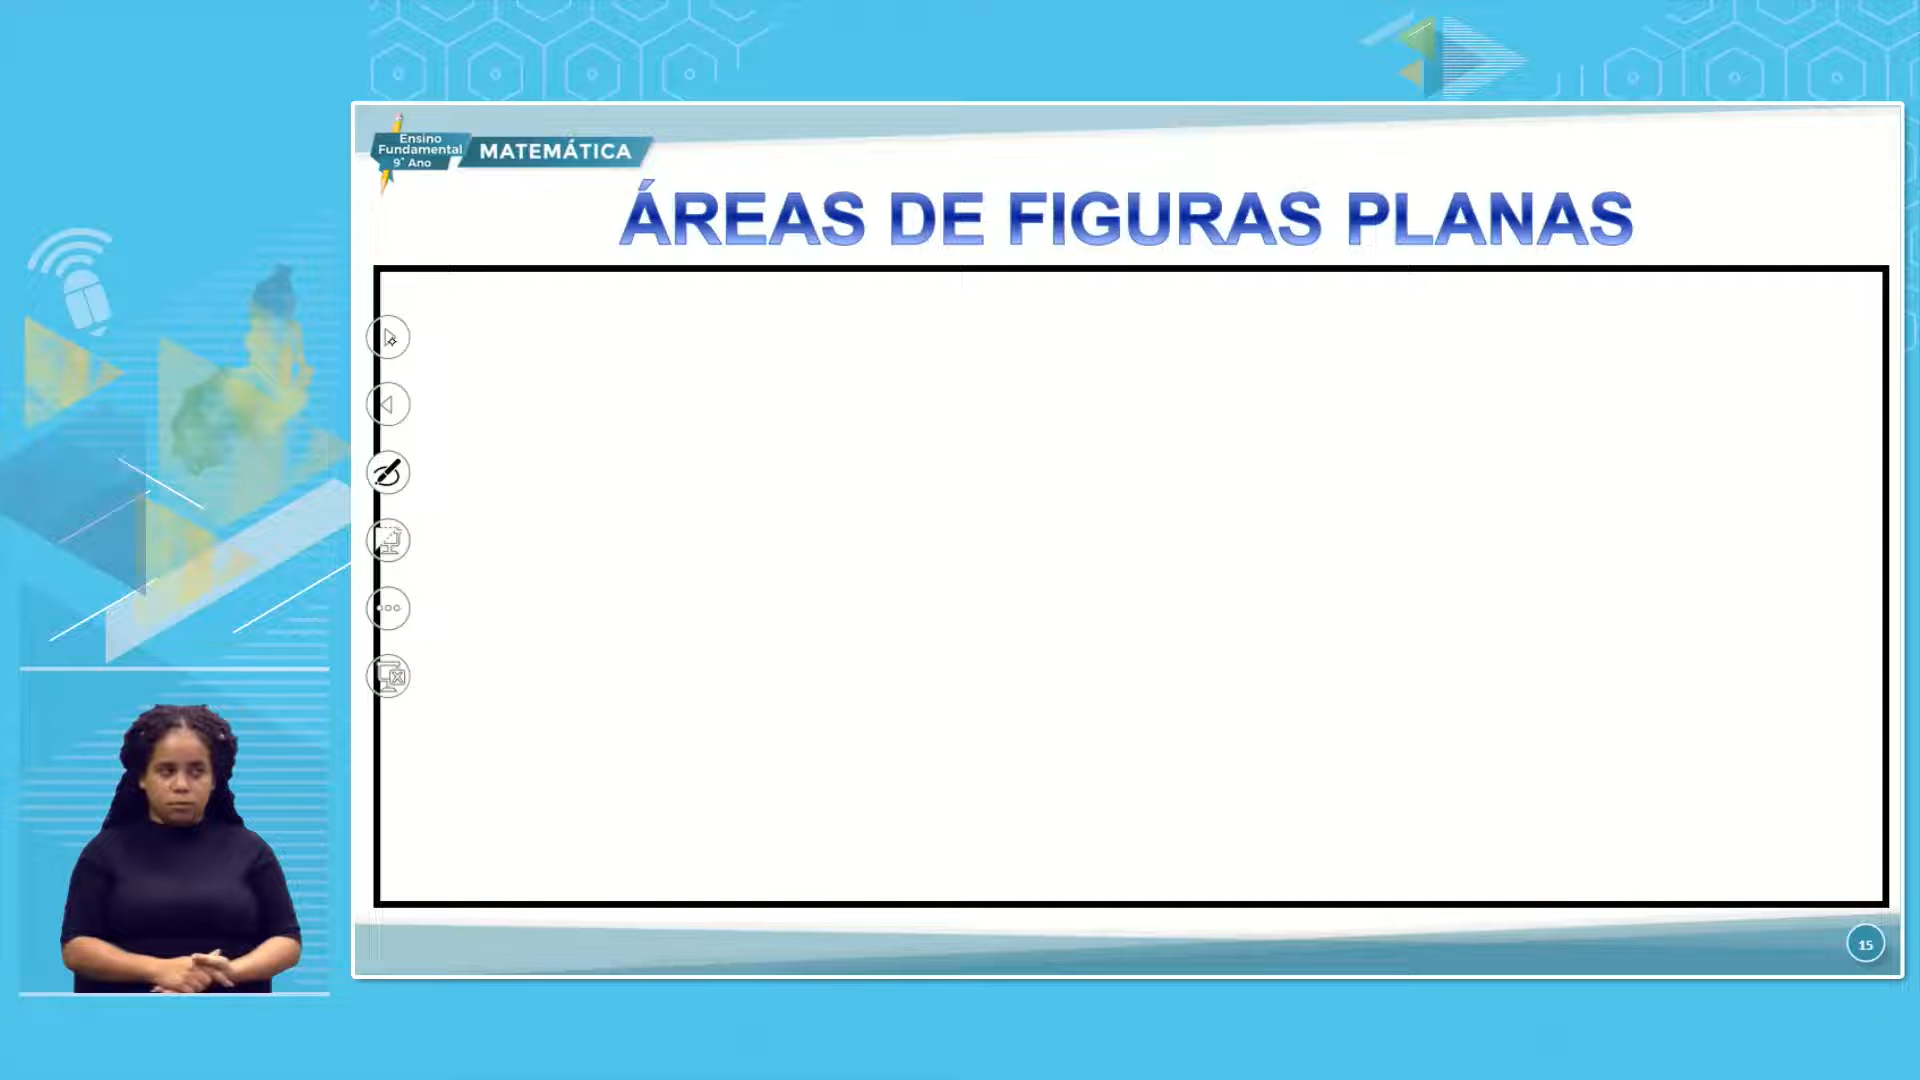 Ensino
Fundamental
9° Ano
MATEMÁTICA
ÁREAS DE FIGURAS PLANAS
15